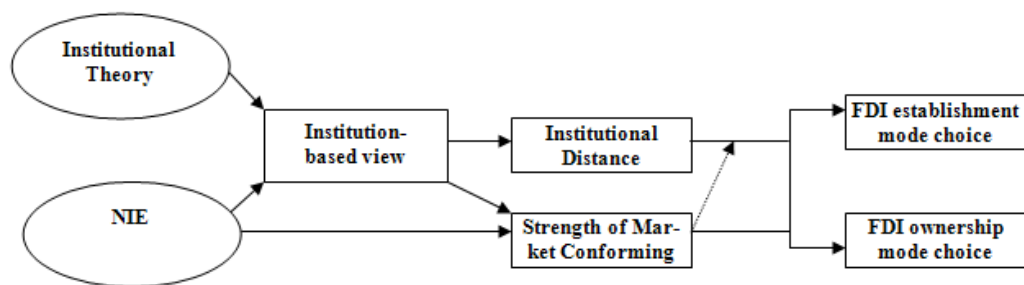 Institutional
Theory
Institution-
based view
NIE
Institutional
Distance
Strength of Mar-
ket Conforming
FDI establishment
mode choice
FDI ownership
mode choice